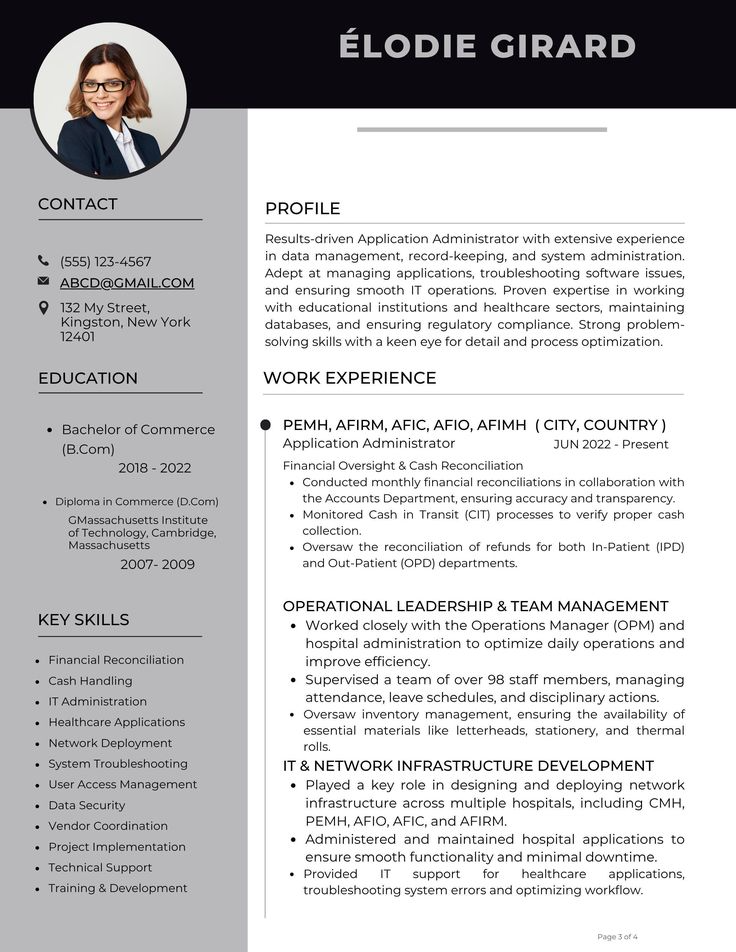 ÉLODIE GIRARD
CONTACT
(555) 123-4567
ABCD@GMAIL.COM
132 My Street,
Kingston, New York
12401
EDUCATION
• Bachelor of Commerce
(B.Com)
2018 - 2022
• Diploma in Commerce (D.Com)
GMassachusetts Institute
of Technology, Cambridge,
Massachusetts
2007- 2009
KEY SKILLS
• Financial Reconciliation
• Cash Handling
• IT Administration
• Healthcare Applications
• Network Deployment
• System Troubleshooting
• User Access Management
• Data Security
• Vendor Coordination
• Project Implementation
• Technical Support
• Training & Development
PROFILE
Results-driven Application Administrator with extensive experience
in data management, record-keeping, and system administration.
Adept at managing applications, troubleshooting software issues,
and ensuring smooth IT operations. Proven expertise in working
with educational institutions and healthcare sectors, maintaining
databases, and ensuring regulatory compliance. Strong problem-
solving skills with a keen eye for detail and process optimization.
WORK EXPERIENCE
PEMH, AFIRM, AFIC, AFIO, AFIMH ( CITY, COUNTRY )
Application Administrator JUN 2022 - Present
Financial Oversight & Cash Reconciliation
• Conducted monthly financial reconciliations in collaboration with
the Accounts Department, ensuring accuracy and transparency.
• Monitored Cash in Transit (CIT) processes to verify proper cash
collection.
• Oversaw the reconciliation of refunds for both In-Patient (IPD)
and Out-Patient (OPD) departments.
OPERATIONAL LEADERSHIP & TEAM MANAGEMENT
• Worked closely with the Operations Manager (OPM) and
hospital administration to optimize daily operations and
improve efficiency.
• Supervised a team of over 98 staff members, managing
attendance, leave schedules, and disciplinary actions.
• Oversaw inventory management, ensuring the availability of
essential materials like letterheads, stationery, and thermal
rolls.
IT & NETWORK INFRASTRUCTURE DEVELOPMENT
• Played a key role in designing and deploying network
infrastructure across multiple hospitals, including CMH,
PEMH, AFIO, AFIC, and AFIRM.
• Administered and maintained hospital applications to
ensure smooth functionality and minimal downtime.
• Provided IT support for healthcare applications,
troubleshooting system errors and optimizing workflow.
Page 3 of 4